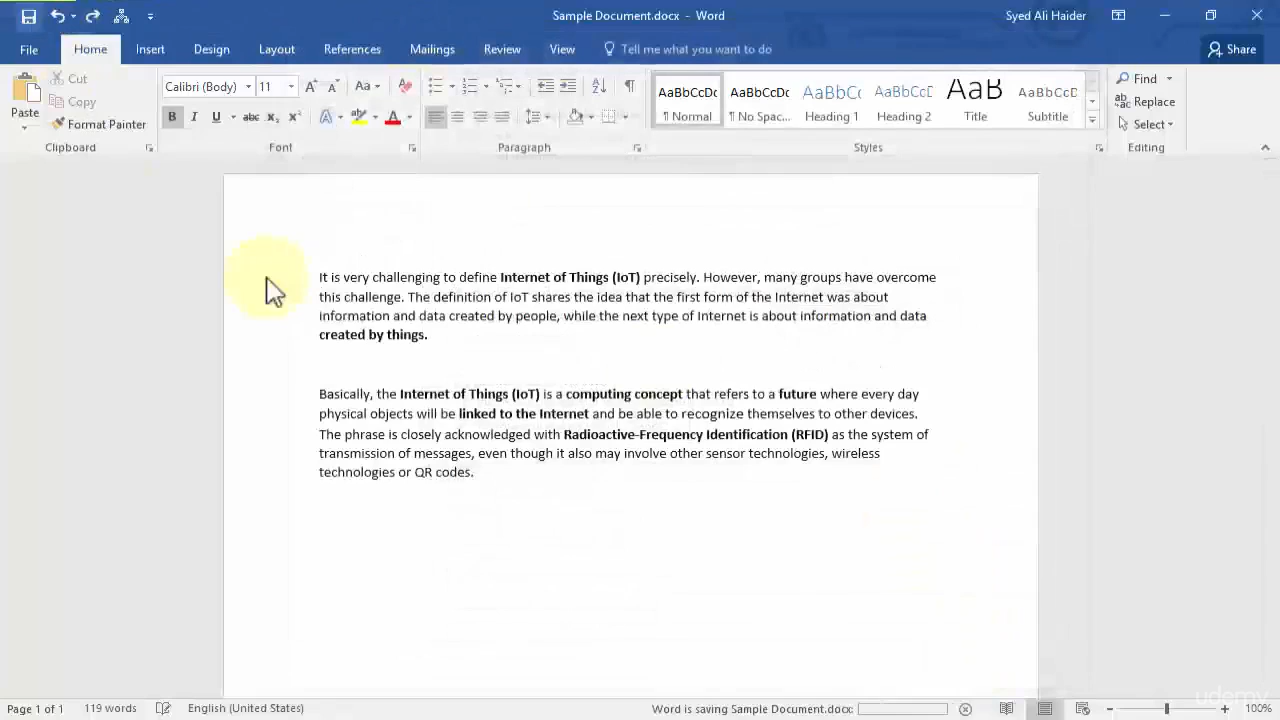 Sample Document.docx - Word
Syed Ali Haider
File Home Insert Design Layout References Mailings Review View Tell me what you want to do Share
Paste
Cut
Copy
Format Painter
Clipboard
Calibri (Body) 11 Aa
B I U abc x₂ x² A A
Font
Paragraph
AaBbCcDc AaBbCcDc AaBbCc AaBbCcC AaB AaBbCcD
¶ Normal ¶ No Spac... Heading 1 Heading 2 Title Subtitle
Styles
Find
Replace
Select
Editing
It is very challenging to define Internet of Things (IoT) precisely. However, many groups have overcome
this challenge. The definition of IoT shares the idea that the first form of the Internet was about
information and data created by people, while the next type of Internet is about information and data
created by things.
Basically, the Internet of Things (IoT) is a computing concept that refers to a future where every day
physical objects will be linked to the Internet and be able to recognize themselves to other devices.
The phrase is closely acknowledged with Radioactive-Frequency Identification (RFID) as the system of
transmission of messages, even though it also may involve other sensor technologies, wireless
technologies or QR codes.
udemy
Page 1 of 1 119 words English (United States) Word is saving Sample Document.docx: 100%